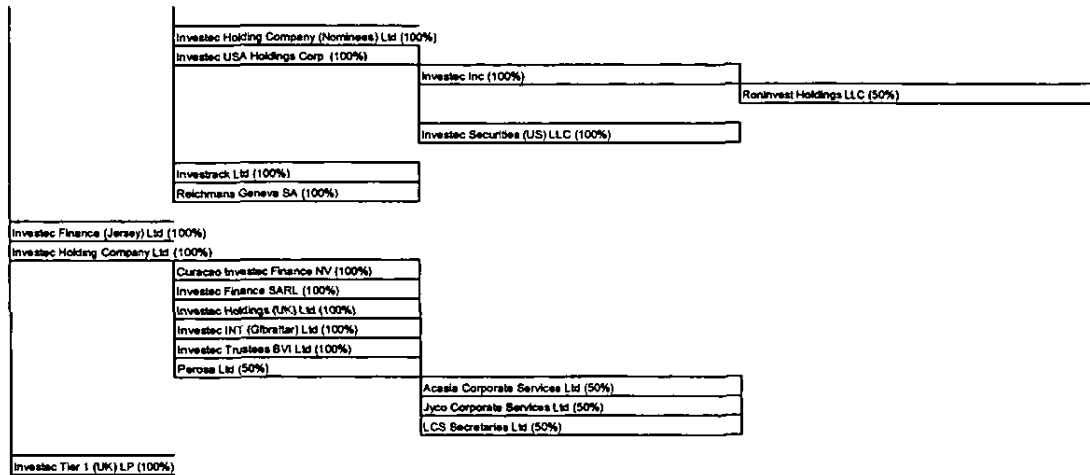 Investec Holding Company (Nominees) Ltd (100%)
Investec USA Holdings Corp (100%)
Investec Inc (100%)
RonInvest Holdings LLC (50%)
Investec Securities (US) LLC (100%)
Investrack Ltd (100%)
Reichmans Geneva SA (100%)
Investec Finance (Jersey) Ltd (100%)
Investec Holding Company Ltd (100%)
Curacao Investec Finance NV (100%)
Investec Finance SARL (100%)
Investec Holdings (UK) Ltd (100%)
Investec INT (Gibraltar) Ltd (100%)
Investec Trustees BVI Ltd (100%)
Perosa Ltd (50%)
Acasia Corporate Services Ltd (50%)
Jyco Corporate Services Ltd (50%)
LCS Secretaries Ltd (50%)
Investec Tier 1 (UK) LP (100%)